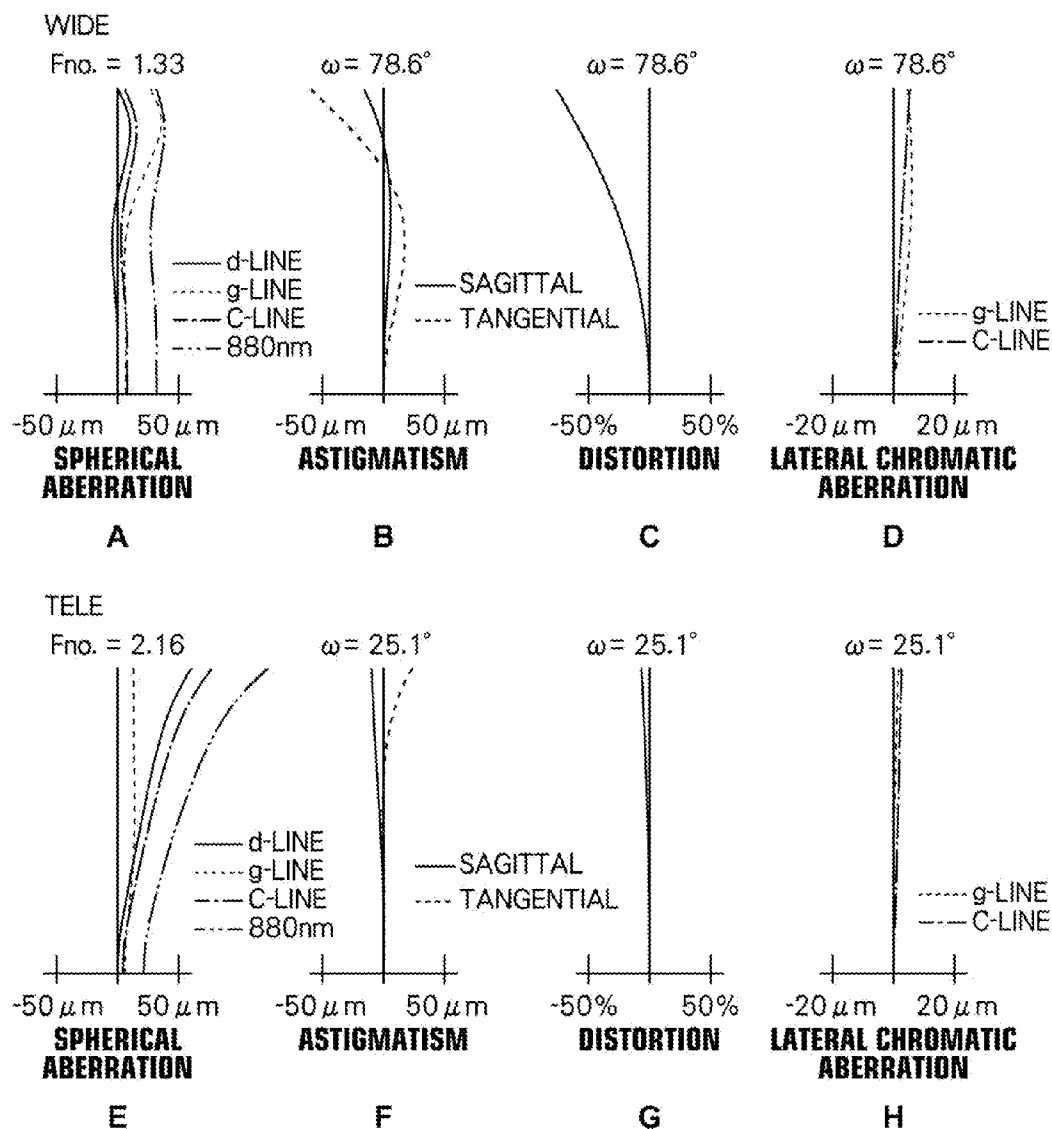 WIDE
Fno. = 1.33
ω= 78.6°
ω= 78.6°
ω= 78.6°
d-LINE
g-LINE
C-LINE
880nm
SAGITTAL
TANGENTIAL
g-LINE
C-LINE
-50μm 50μm
-50μm 50μm
-50% 50%
-20μm 20μm
SPHERICAL
ABERRATION
ASTIGMATISM
DISTORTION
LATERAL CHROMATIC
ABERRATION
A
B
C
D
TELE
Fno. = 2.16
ω= 25.1°
ω= 25.1°
ω= 25.1°
d-LINE
g-LINE
C-LINE
880nm
SAGITTAL
TANGENTIAL
g-LINE
C-LINE
-50μm 50μm
-50μm 50μm
-50% 50%
-20μm 20μm
SPHERICAL
ABERRATION
ASTIGMATISM
DISTORTION
LATERAL CHROMATIC
ABERRATION
E
F
G
H